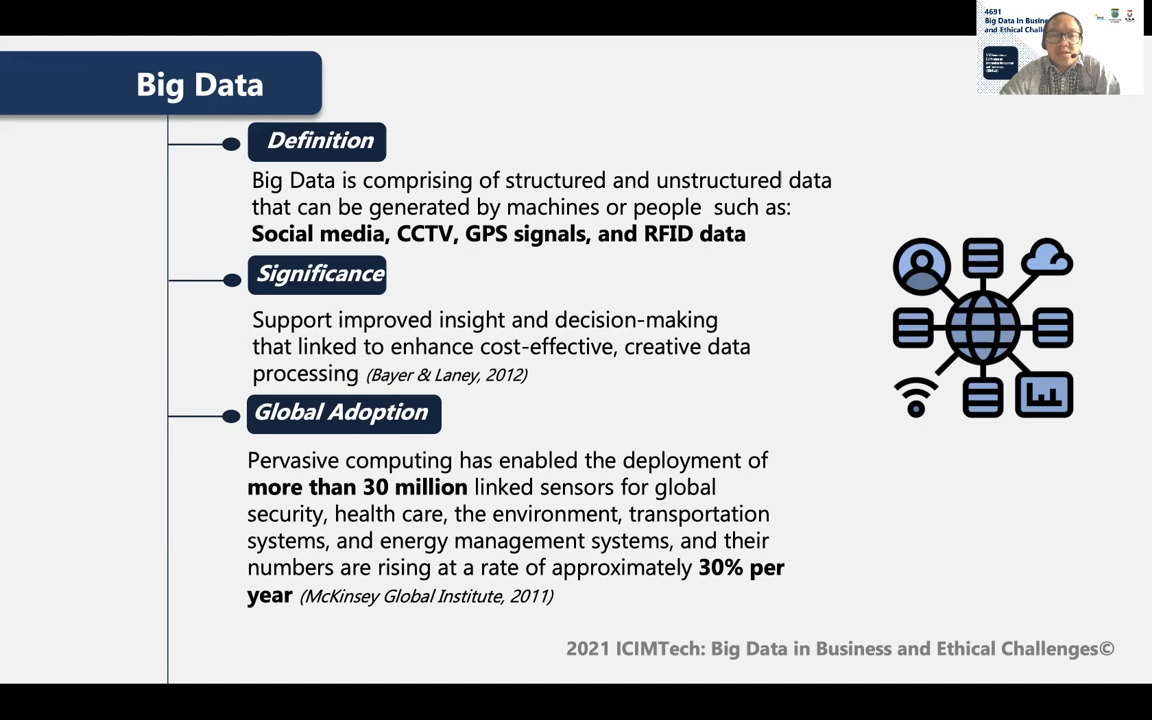 4691
Big Data in Busine
and Ethical Challe
Big Data
Definition
Big Data is comprising of structured and unstructured data
that can be generated by machines or people such as:
Social media, CCTV, GPS signals, and RFID data
Significance
Support improved insight and decision-making
that linked to enhance cost-effective, creative data
processing (Bayer & Laney, 2012)
Global Adoption
Pervasive computing has enabled the deployment of
more than 30 million linked sensors for global
security, health care, the environment, transportation
systems, and energy management systems, and their
numbers are rising at a rate of approximately 30% per
year (McKinsey Global Institute, 2011)
2021 ICIMTech: Big Data in Business and Ethical Challenges©